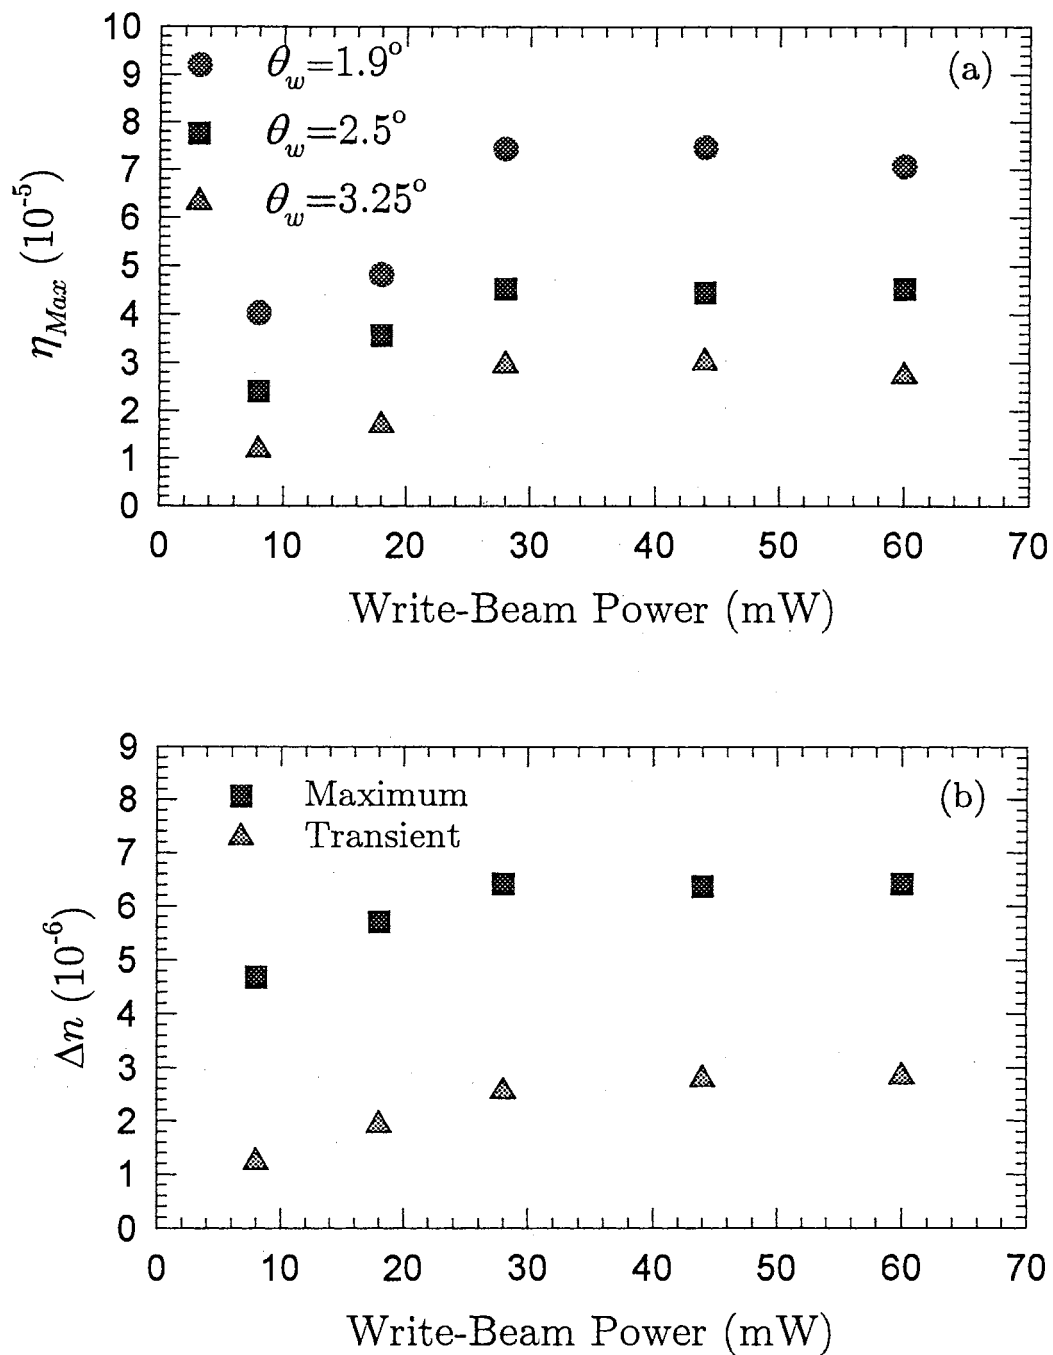 10
9
8
7
6
5
4
3
2
1
0
η_Max (10^-5)
θ_w=1.9°
θ_w=2.5°
θ_w=3.25°
(a)
0 10 20 30 40 50 60 70
Write-Beam Power (mW)
9
8
7
6
5
4
3
2
1
0
Δn (10^-6)
Maximum
Transient
(b)
0 10 20 30 40 50 60 70
Write-Beam Power (mW)